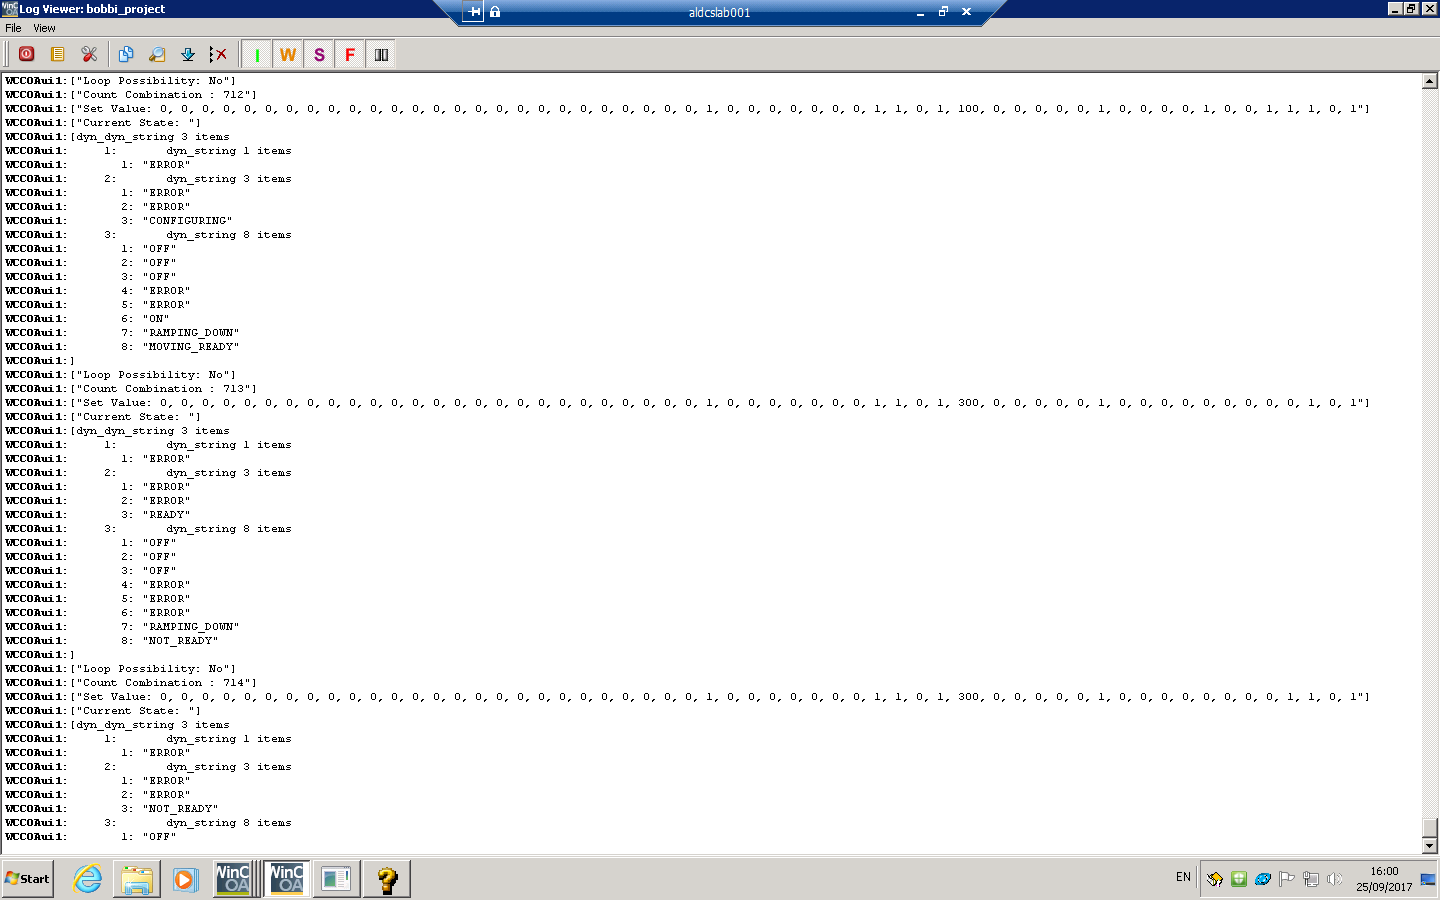 Log Viewer: bobbi_project
aldcslab001
File View
I W S F
WCCOAui1:["Loop Possibility: No"]
WCCOAui1:["Count Combination : 712"]
WCCOAui1:["Set Value: 0, 0, 0, 0, 0, 0, 0, 0, 0, 0, 0, 0, 0, 0, 0, 0, 0, 0, 0, 0, 0, 0, 0, 0, 0, 0, 1, 0, 0, 0, 0, 0, 0, 0, 1, 1, 0, 1, 100, 0, 0, 0, 0, 0, 1, 0, 0, 0, 0, 1, 0, 0, 1, 1, 1, 0, 1"]
WCCOAui1:["Current State: "]
WCCOAui1:[dyn_dyn_string 3 items
WCCOAui1: 1: dyn_string 1 items
WCCOAui1: 1: "ERROR"
WCCOAui1: 2: dyn_string 3 items
WCCOAui1: 1: "ERROR"
WCCOAui1: 2: "ERROR"
WCCOAui1: 3: "CONFIGURING"
WCCOAui1: 3: dyn_string 8 items
WCCOAui1: 1: "OFF"
WCCOAui1: 2: "OFF"
WCCOAui1: 3: "OFF"
WCCOAui1: 4: "ERROR"
WCCOAui1: 5: "ERROR"
WCCOAui1: 6: "ON"
WCCOAui1: 7: "RAMPING_DOWN"
WCCOAui1: 8: "MOVING_READY"
WCCOAui1:]
WCCOAui1:["Loop Possibility: No"]
WCCOAui1:["Count Combination : 713"]
WCCOAui1:["Set Value: 0, 0, 0, 0, 0, 0, 0, 0, 0, 0, 0, 0, 0, 0, 0, 0, 0, 0, 0, 0, 0, 0, 0, 0, 0, 0, 1, 0, 0, 0, 0, 0, 0, 0, 1, 1, 0, 1, 300, 0, 0, 0, 0, 0, 1, 0, 0, 0, 0, 0, 0, 0, 0, 0, 1, 0, 1"]
WCCOAui1:["Current State: "]
WCCOAui1:[dyn_dyn_string 3 items
WCCOAui1: 1: dyn_string 1 items
WCCOAui1: 1: "ERROR"
WCCOAui1: 2: dyn_string 3 items
WCCOAui1: 1: "ERROR"
WCCOAui1: 2: "ERROR"
WCCOAui1: 3: "READY"
WCCOAui1: 3: dyn_string 8 items
WCCOAui1: 1: "OFF"
WCCOAui1: 2: "OFF"
WCCOAui1: 3: "OFF"
WCCOAui1: 4: "ERROR"
WCCOAui1: 5: "ERROR"
WCCOAui1: 6: "ERROR"
WCCOAui1: 7: "RAMPING_DOWN"
WCCOAui1: 8: "NOT_READY"
WCCOAui1:]
WCCOAui1:["Loop Possibility: No"]
WCCOAui1:["Count Combination : 714"]
WCCOAui1:["Set Value: 0, 0, 0, 0, 0, 0, 0, 0, 0, 0, 0, 0, 0, 0, 0, 0, 0, 0, 0, 0, 0, 0, 0, 0, 0, 0, 1, 0, 0, 0, 0, 0, 0, 0, 1, 1, 0, 1, 300, 0, 0, 0, 0, 0, 1, 0, 0, 0, 0, 0, 0, 0, 0, 1, 1, 0, 1"]
WCCOAui1:["Current State: "]
WCCOAui1:[dyn_dyn_string 3 items
WCCOAui1: 1: dyn_string 1 items
WCCOAui1: 1: "ERROR"
WCCOAui1: 2: dyn_string 3 items
WCCOAui1: 1: "ERROR"
WCCOAui1: 2: "ERROR"
WCCOAui1: 3: "NOT_READY"
WCCOAui1: 3: dyn_string 8 items
WCCOAui1: 1: "OFF"
Start
WinC OA
WinC OA
EN
16:00
25/09/2017